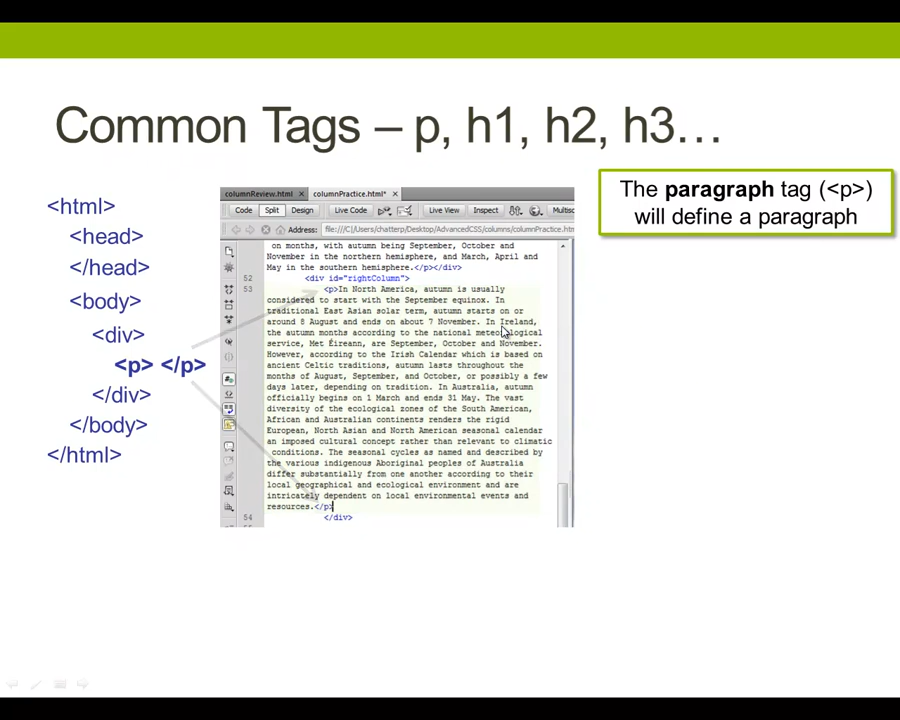 Common Tags – p, h1, h2, h3…
<html>
<head>
</head>
<body>
<div>
<p> </p>
</div>
</body>
</html>
columnReview.html × columnPractice.html* ×
Code Split Design Live Code Live View Inspect Multisc
Address: file:///C|/Users/chatterp/Desktop/AdvancedCSS/columns/columnPractice.htm
on months, with autumn being September, October and
November in the northern hemisphere, and March, April and
May in the southern hemisphere.</p></div>
52 <div id="rightColumn">
53 <p>In North America, autumn is usually
considered to start with the September equinox. In
traditional East Asian solar term, autumn starts on or
around 8 August and ends on about 7 November. In Ireland,
the autumn months according to the national meteorological
service, Met Éireann, are September, October and November.
However, according to the Irish Calendar which is based on
ancient Celtic traditions, autumn lasts throughout the
months of August, September, and October, or possibly a few
days later, depending on tradition. In Australia, autumn
officially begins on 1 March and ends 31 May. The vast
diversity of the ecological zones of the South American,
African and Australian continents renders the rigid
European, North Asian and North American seasonal calendar
an imposed cultural concept rather than relevant to climatic
conditions. The seasonal cycles as named and described by
the various indigenous Aboriginal peoples of Australia
differ substantially from one another according to their
local geographical and ecological environment and are
intricately dependent on local environmental events and
resources.</p>
54 </div>
The paragraph tag (<p>)
will define a paragraph